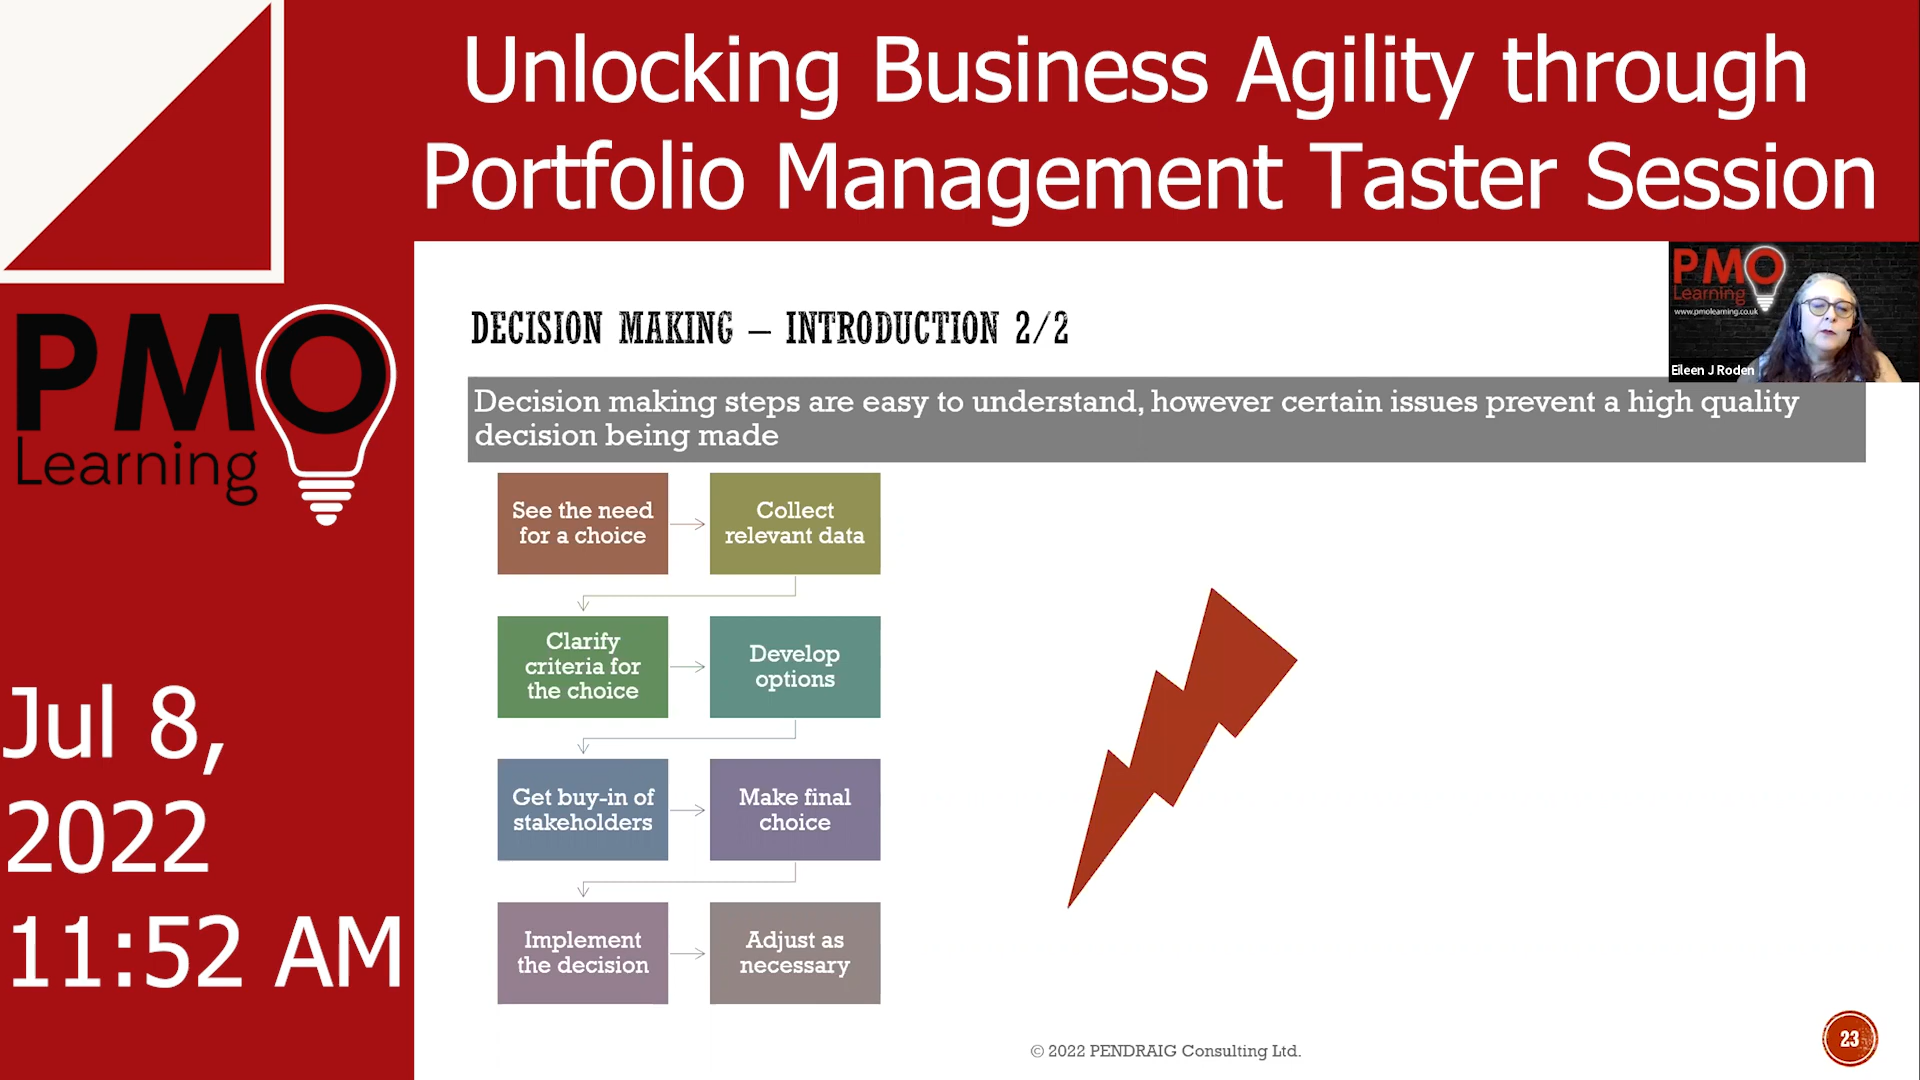 Unlocking Business Agility through
Portfolio Management Taster Session
PMO
Learning
Jul 8,
2022
11:52 AM
PMO
Learning
www.pmolearning.co.uk
Eileen J Roden
DECISION MAKING – INTRODUCTION 2/2
Decision making steps are easy to understand, however certain issues prevent a high quality
decision being made
See the need
for a choice
Collect
relevant data
Clarify
criteria for
the choice
Develop
options
Get buy-in of
stakeholders
Make final
choice
Implement
the decision
Adjust as
necessary
© 2022 PENDRAIG Consulting Ltd.
23